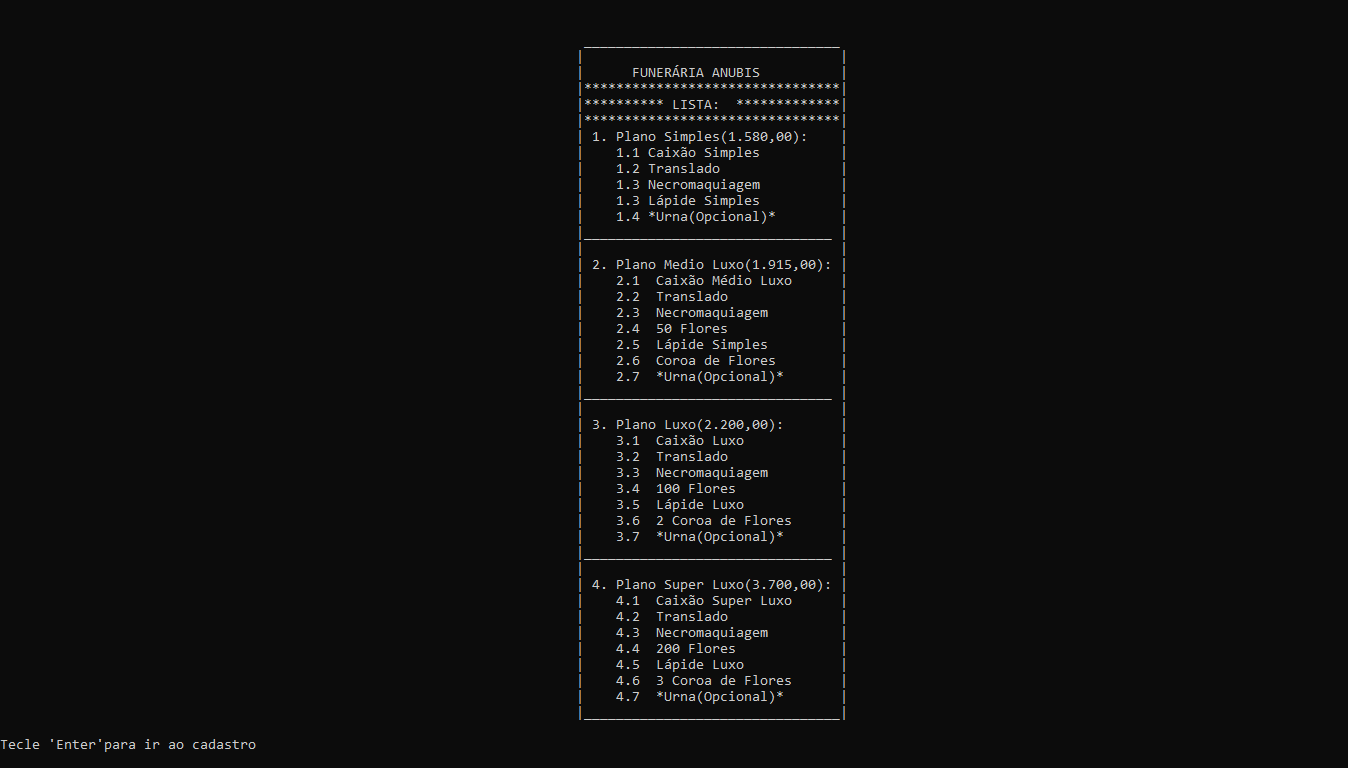 FUNERÁRIA ANUBIS
********************************
********** LISTA:  *************
********************************
1. Plano Simples(1.580,00):
1.1 Caixão Simples
1.2 Translado
1.3 Necromaquiagem
1.3 Lápide Simples
1.4 *Urna(Opcional)*
2. Plano Medio Luxo(1.915,00):
2.1  Caixão Médio Luxo
2.2  Translado
2.3  Necromaquiagem
2.4  50 Flores
2.5  Lápide Simples
2.6  Coroa de Flores
2.7  *Urna(Opcional)*
3. Plano Luxo(2.200,00):
3.1  Caixão Luxo
3.2  Translado
3.3  Necromaquiagem
3.4  100 Flores
3.5  Lápide Luxo
3.6  2 Coroa de Flores
3.7  *Urna(Opcional)*
4. Plano Super Luxo(3.700,00):
4.1  Caixão Super Luxo
4.2  Translado
4.3  Necromaquiagem
4.4  200 Flores
4.5  Lápide Luxo
4.6  3 Coroa de Flores
4.7  *Urna(Opcional)*
Tecle 'Enter'para ir ao cadastro